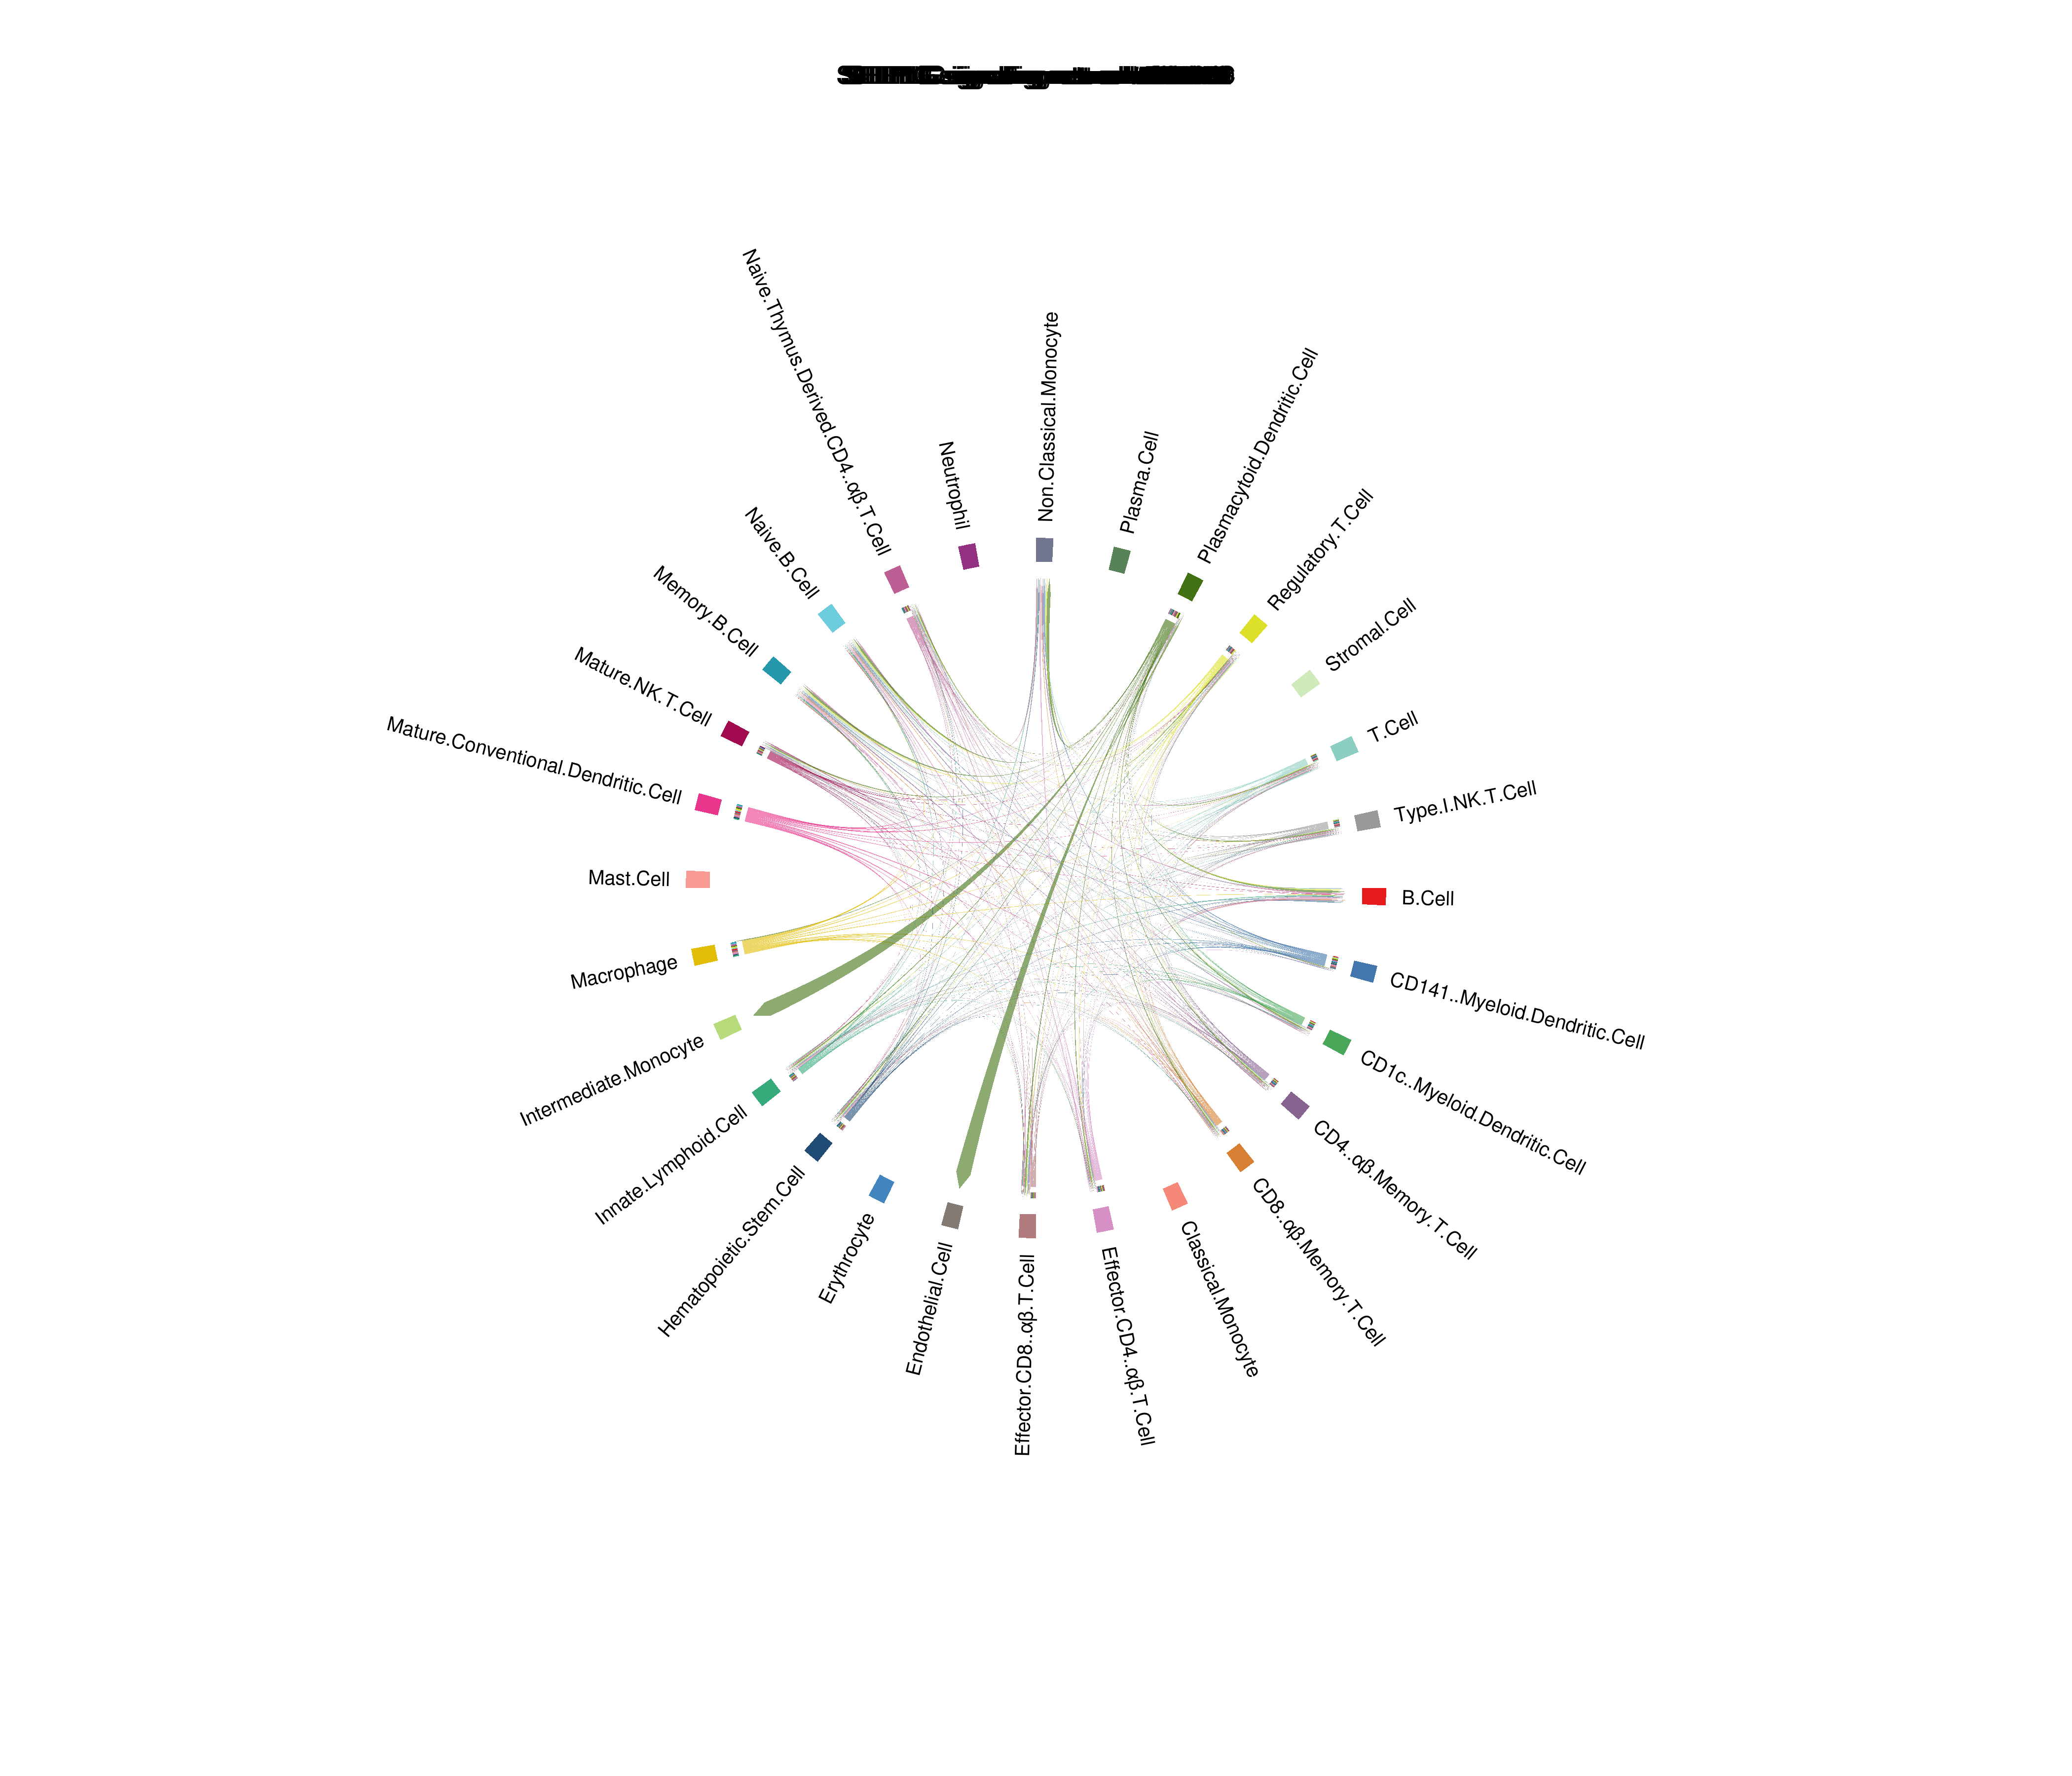 Non.Classical.Monocyte
Plasma.Cell
Plasmacytoid.Dendritic.Cell
Regulatory.T.Cell
Stromal.Cell
T.Cell
Type.I.NK.T.Cell
B.Cell
CD141..Myeloid.Dendritic.Cell
CD1c..Myeloid.Dendritic.Cell
CD4..αβ.Memory.T.Cell
CD8..αβ.Memory.T.Cell
Classical.Monocyte
Effector.CD4..αβ.T.Cell
Effector.CD8..αβ.T.Cell
Endothelial.Cell
Erythrocyte
Hematopoietic.Stem.Cell
Innate.Lymphoid.Cell
Intermediate.Monocyte
Macrophage
Mast.Cell
Mature.Conventional.Dendritic.Cell
Mature.NK.T.Cell
Memory.B.Cell
Naive.B.Cell
Naive.Thymus.Derived.CD4..αβ.T.Cell
Neutrophil